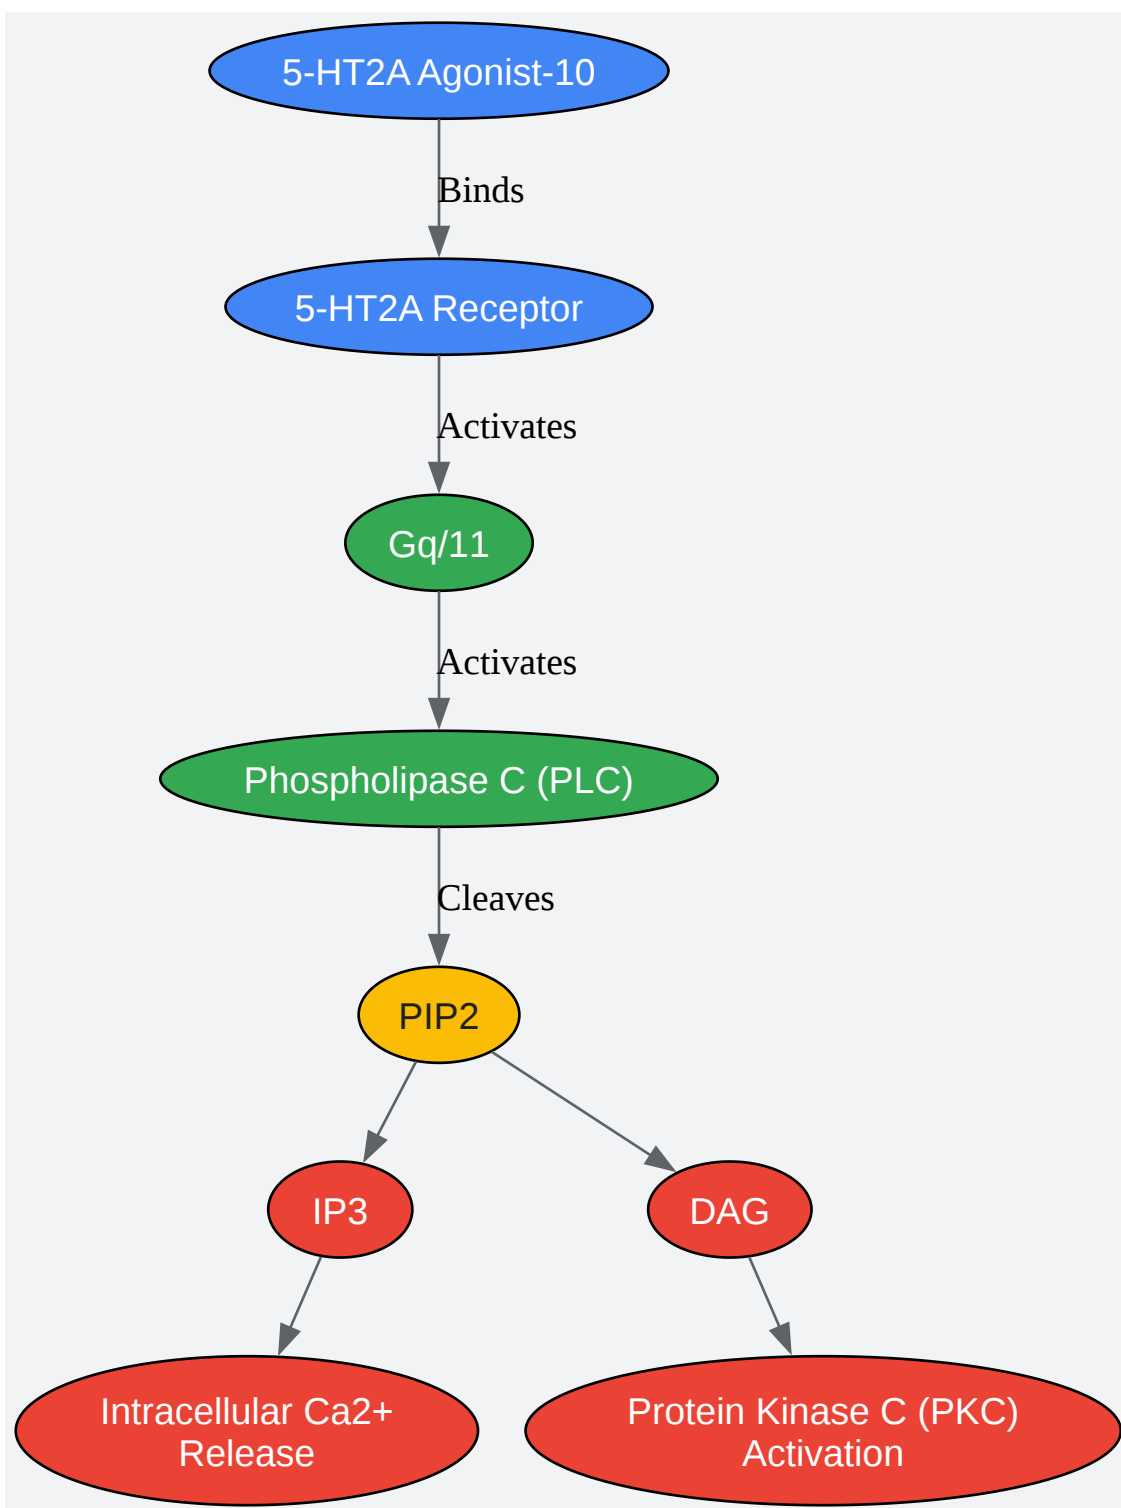 5-HT2A Agonist-10
Binds
5-HT2A Receptor
Activates
Gq/11
Activates
Phospholipase C (PLC)
Cleaves
PIP2
IP3
DAG
Intracellular Ca2+
Release
Protein Kinase C (PKC)
Activation